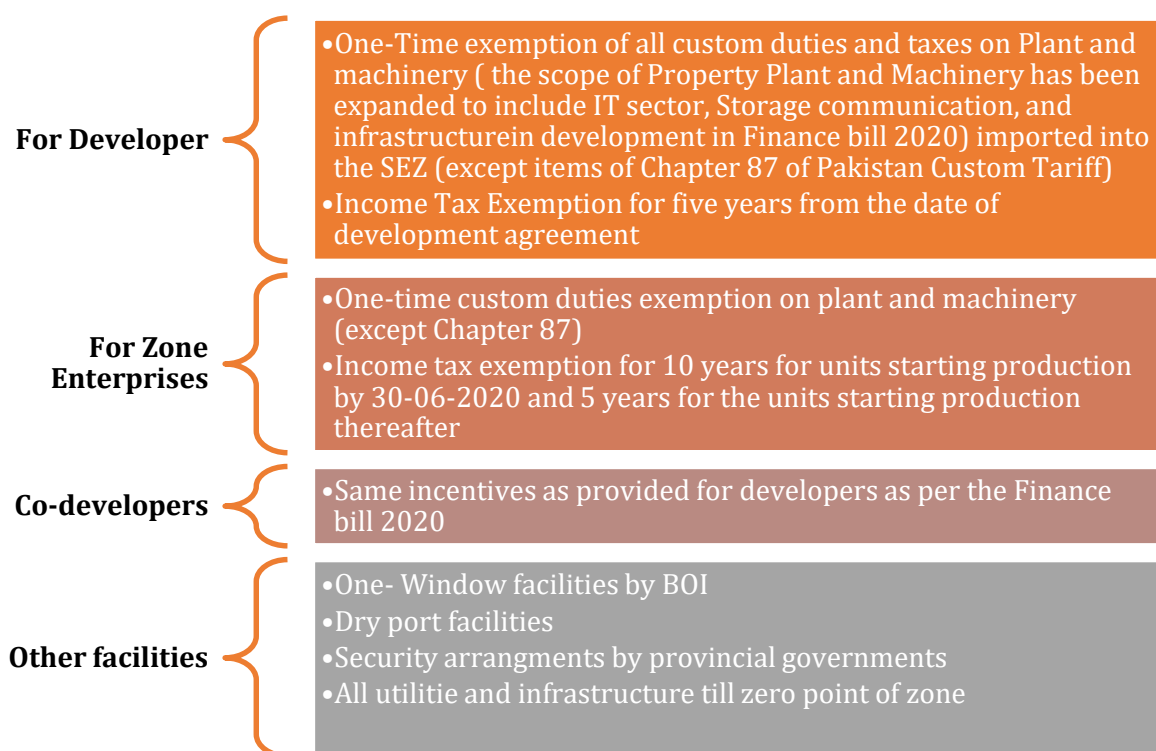 For Developer
•One-Time exemption of all custom duties and taxes on Plant and
machinery ( the scope of Property Plant and Machinery has been
expanded to include IT sector, Storage communication, and
infrastructurein development in Finance bill 2020) imported into
the SEZ (except items of Chapter 87 of Pakistan Custom Tariff)
•Income Tax Exemption for five years from the date of
development agreement
For Zone
Enterprises
•One-time custom duties exemption on plant and machinery
(except Chapter 87)
•Income tax exemption for 10 years for units starting production
by 30-06-2020 and 5 years for the units starting production
thereafter
Co-developers
•Same incentives as provided for developers as per the Finance
bill 2020
Other facilities
•One- Window facilities by BOI
•Dry port facilities
•Security arrangments by provincial governments
•All utilitie and infrastructure till zero point of zone